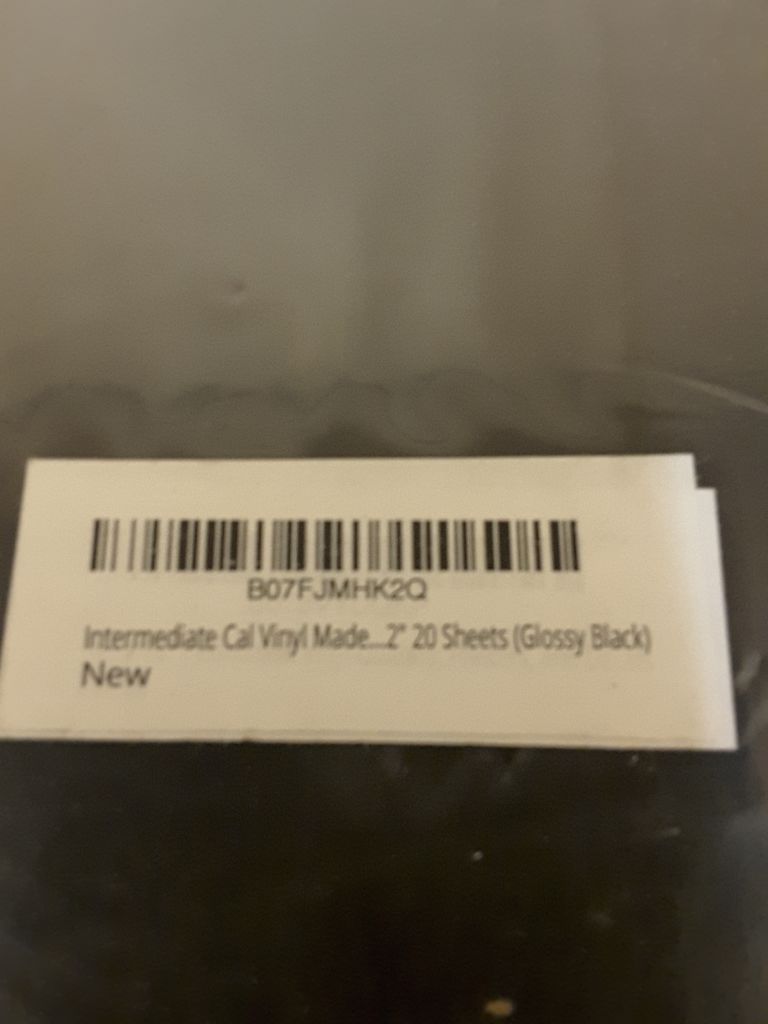 B07FJMHK2Q
Intermediate Cal Vinyl Made...2" 20 Sheets (Glossy Black)
New